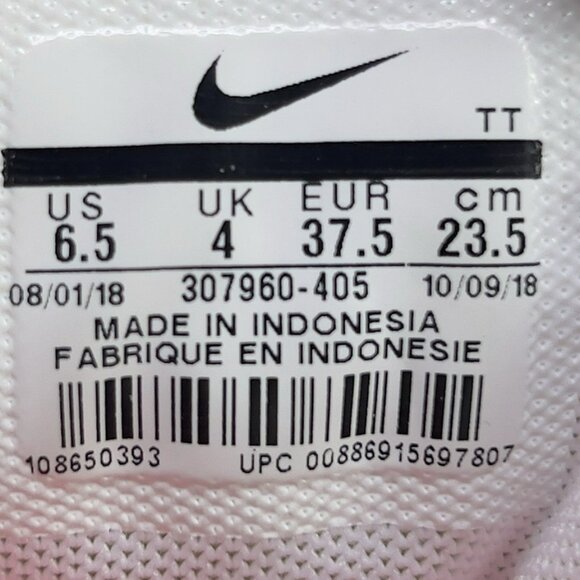 TT
US UK EUR cm
6.5 4 37.5 23.5
08/01/18 307960-405 10/09/18
MADE IN INDONESIA
FABRIQUE EN INDONESIE
108650393 UPC 00886915697807